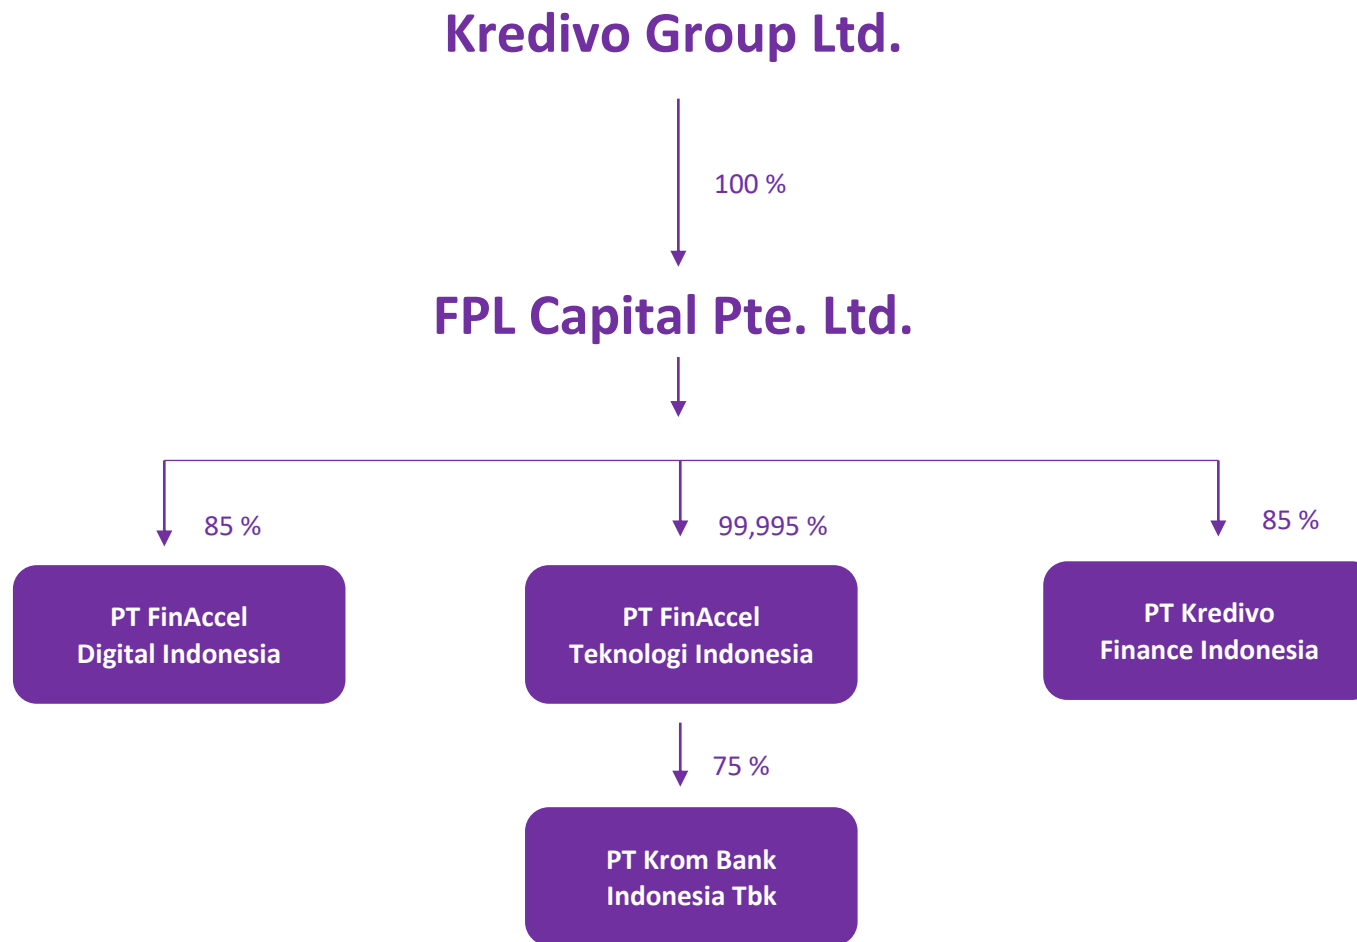 Kredivo Group Ltd.
100 %
FPL Capital Pte. Ltd.
85 %
99,995 %
85 %
PT FinAccel
Digital Indonesia
PT FinAccel
Teknologi Indonesia
PT Kredivo
Finance Indonesia
75 %
PT Krom Bank
Indonesia Tbk